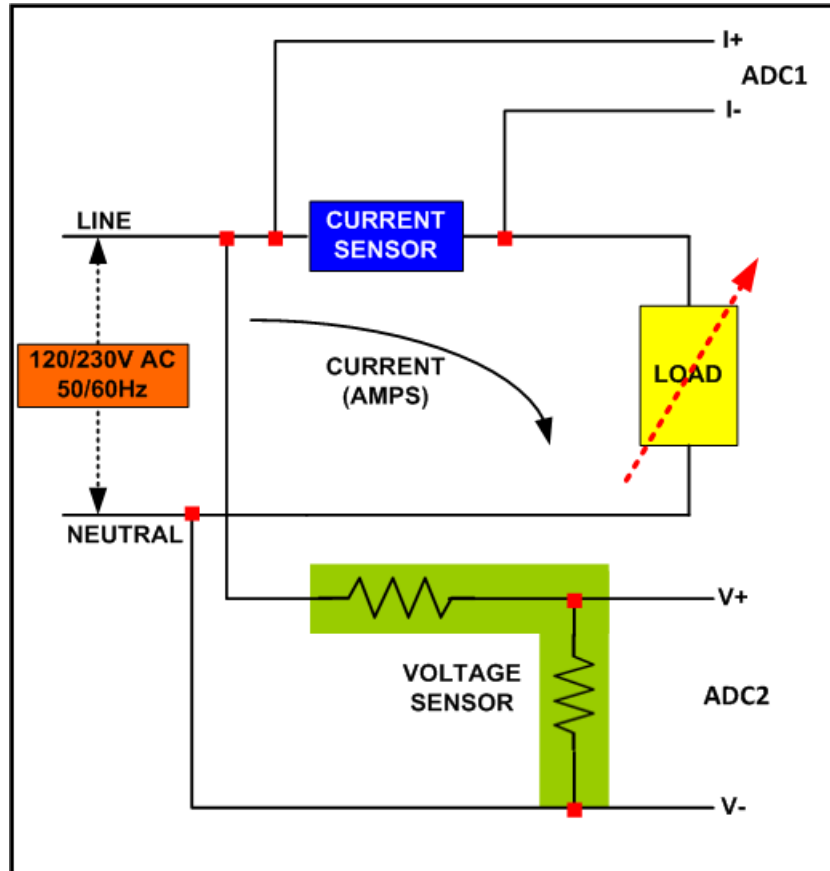 I+
ADC1
I-
LINE
CURRENT
SENSOR
120/230V AC
50/60Hz
CURRENT
(AMPS)
LOAD
NEUTRAL
V+
VOLTAGE
SENSOR
ADC2
V-